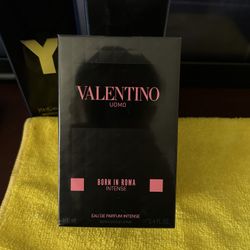 Y
VALENTINO
UOMO
BORN IN ROMA
INTENSE
EAU DE PARFUM INTENSE